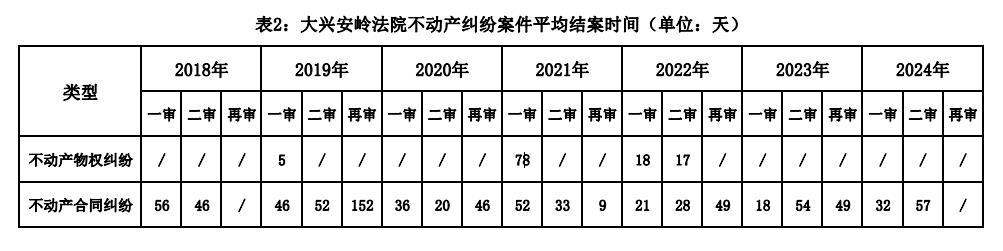 表2：大兴安岭法院不动产纠纷案件平均结案时间（单位：天）
类型 2018年 2019年 2020年 2021年 2022年 2023年 2024年
一审 二审 再审 一审 二审 再审 一审 二审 再审 一审 二审 再审 一审 二审 再审 一审 二审 再审 一审 二审 再审
不动产物权纠纷 / / / 5 / / / / / 78 / / 18 17 / / / / / / /
不动产合同纠纷 56 46 / 46 52 152 36 20 46 52 33 9 21 28 49 18 54 49 32 57 /